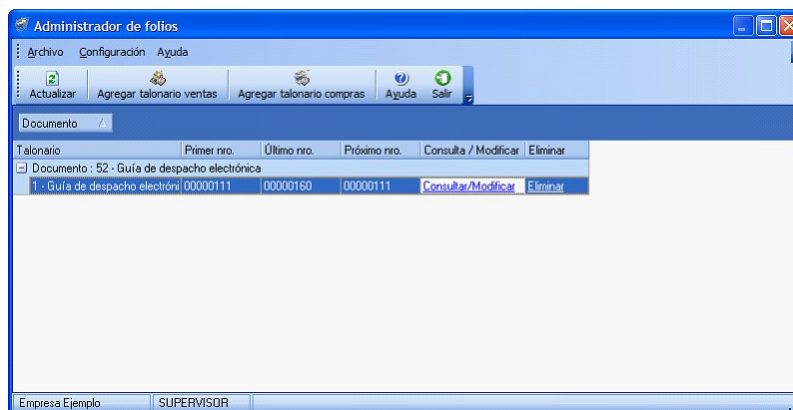 Administrador de folios
Archivo Configuración Ayuda
Actualizar Agregar talonario ventas Agregar talonario compras Ayuda Salir
Documento
Talonario Primer nro. Último nro. Próximo nro. Consulta / Modificar Eliminar
Documento : 52 - Guía de despacho electrónica
1 - Guía de despacho electróni 00000111 00000160 00000111 Consultar/Modificar Eliminar
Empresa Ejemplo SUPERVISOR